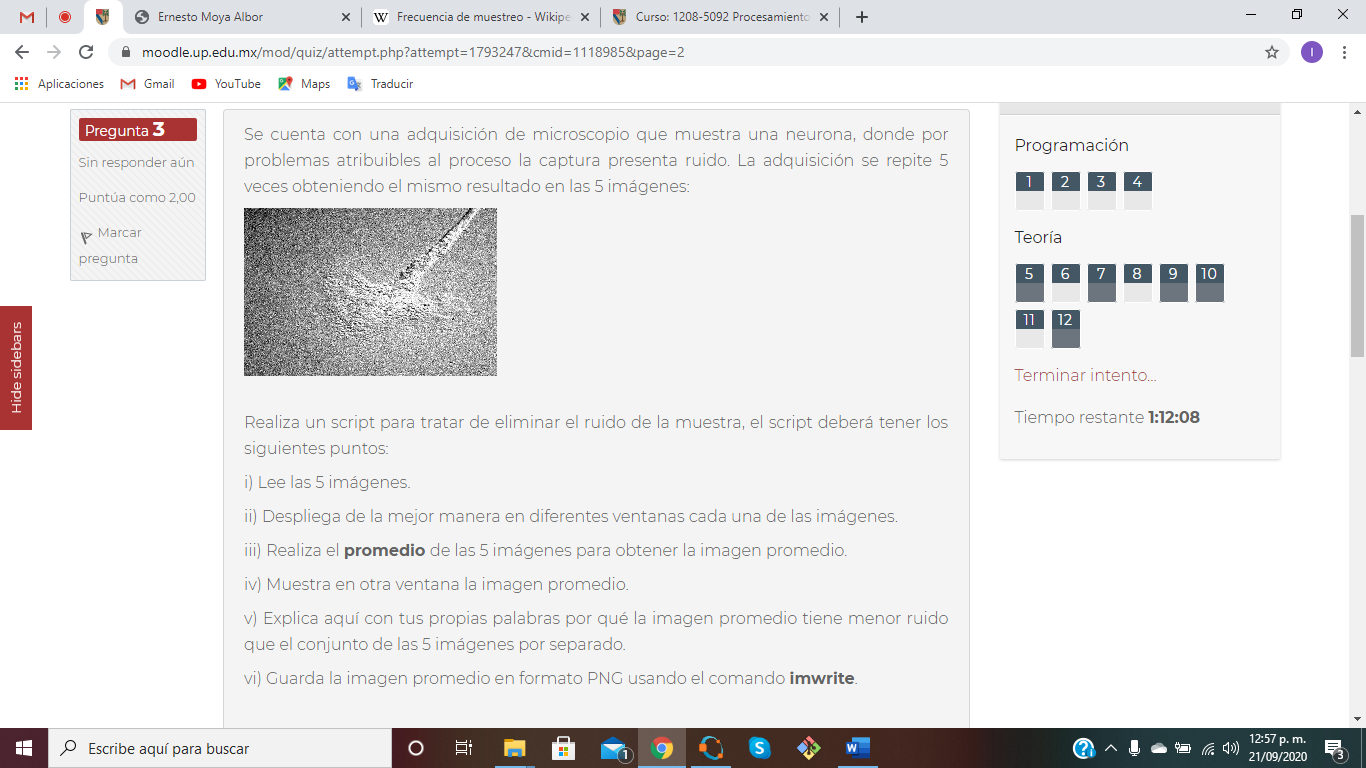 Ernesto Moya Albor
Frecuencia de muestreo - Wikipe
Curso: 1208-5092 Procesamiento
moodle.up.edu.mx/mod/quiz/attempt.php?attempt=1793247&cmid=1118985&page=2
I
Aplicaciones
Gmail
YouTube
Maps
Traducir
Hide sidebars
Pregunta 3
Sin responder aún
Puntúa como 2,00
Marcar
pregunta
Se cuenta con una adquisición de microscopio que muestra una neurona, donde por
problemas atribuibles al proceso la captura presenta ruido. La adquisición se repite 5
veces obteniendo el mismo resultado en las 5 imágenes:
Realiza un script para tratar de eliminar el ruido de la muestra, el script deberá tener los
siguientes puntos:
i) Lee las 5 imágenes.
ii) Despliega de la mejor manera en diferentes ventanas cada una de las imágenes.
iii) Realiza el promedio de las 5 imágenes para obtener la imagen promedio.
iv) Muestra en otra ventana la imagen promedio.
v) Explica aquí con tus propias palabras por qué la imagen promedio tiene menor ruido
que el conjunto de las 5 imágenes por separado.
vi) Guarda la imagen promedio en formato PNG usando el comando imwrite.
Programación
1 2 3 4
Teoría
5 6 7 8 9 10
11 12
Terminar intento...
Tiempo restante 1:12:08
Escribe aquí para buscar
1
12:57 p. m.
21/09/2020
3